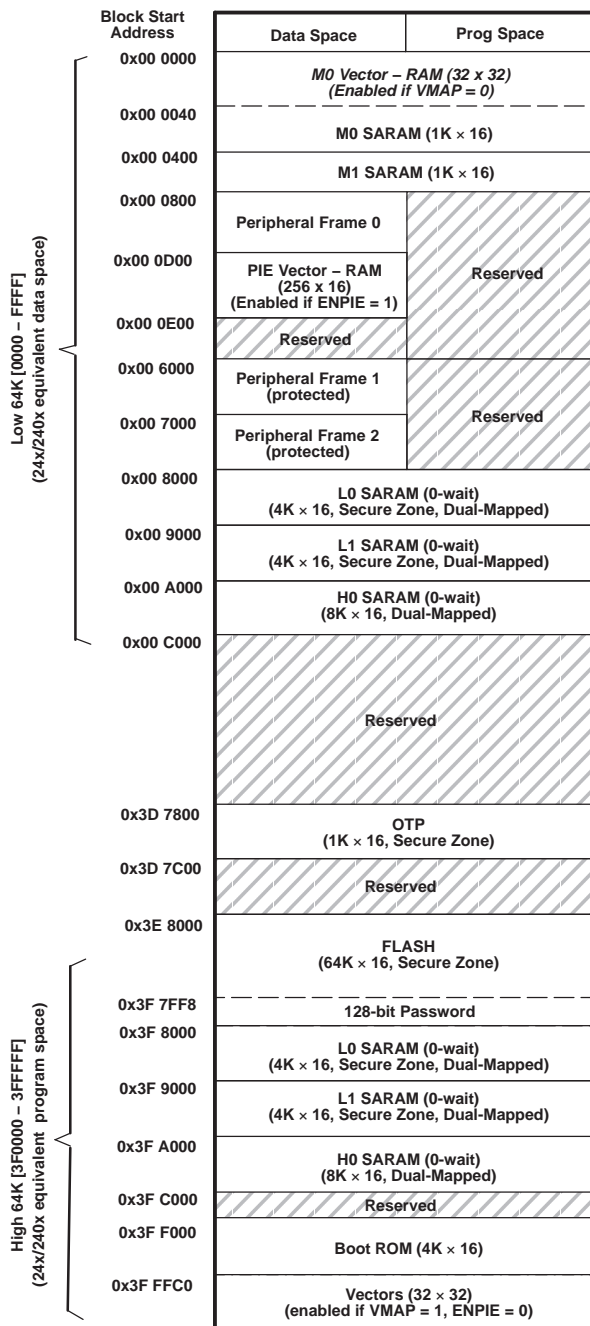 Block Start
Address
Data Space
Prog Space
0x00 0000
M0 Vector – RAM (32 x 32)
(Enabled if VMAP = 0)
0x00 0040
M0 SARAM (1K × 16)
0x00 0400
M1 SARAM (1K × 16)
0x00 0800
Peripheral Frame 0
Reserved
0x00 0D00
PIE Vector – RAM
(256 x 16)
(Enabled if ENPIE = 1)
0x00 0E00
Reserved
0x00 6000
Peripheral Frame 1
(protected)
Reserved
0x00 7000
Peripheral Frame 2
(protected)
0x00 8000
L0 SARAM (0-wait)
(4K × 16, Secure Zone, Dual-Mapped)
0x00 9000
L1 SARAM (0-wait)
(4K × 16, Secure Zone, Dual-Mapped)
0x00 A000
H0 SARAM (0-wait)
(8K × 16, Dual-Mapped)
0x00 C000
Low 64K [0000 – FFFF]
(24x/240x equivalent data space)
Reserved
0x3D 7800
OTP
(1K × 16, Secure Zone)
0x3D 7C00
Reserved
0x3E 8000
FLASH
(64K × 16, Secure Zone)
0x3F 7FF8
128-bit Password
0x3F 8000
L0 SARAM (0-wait)
(4K × 16, Secure Zone, Dual-Mapped)
0x3F 9000
L1 SARAM (0-wait)
(4K × 16, Secure Zone, Dual-Mapped)
0x3F A000
H0 SARAM (0-wait)
(8K × 16, Dual-Mapped)
0x3F C000
Reserved
0x3F F000
Boot ROM (4K × 16)
0x3F FFC0
Vectors (32 × 32)
(enabled if VMAP = 1, ENPIE = 0)
High 64K [3F0000 – 3FFFFF]
(24x/240x equivalent program space)